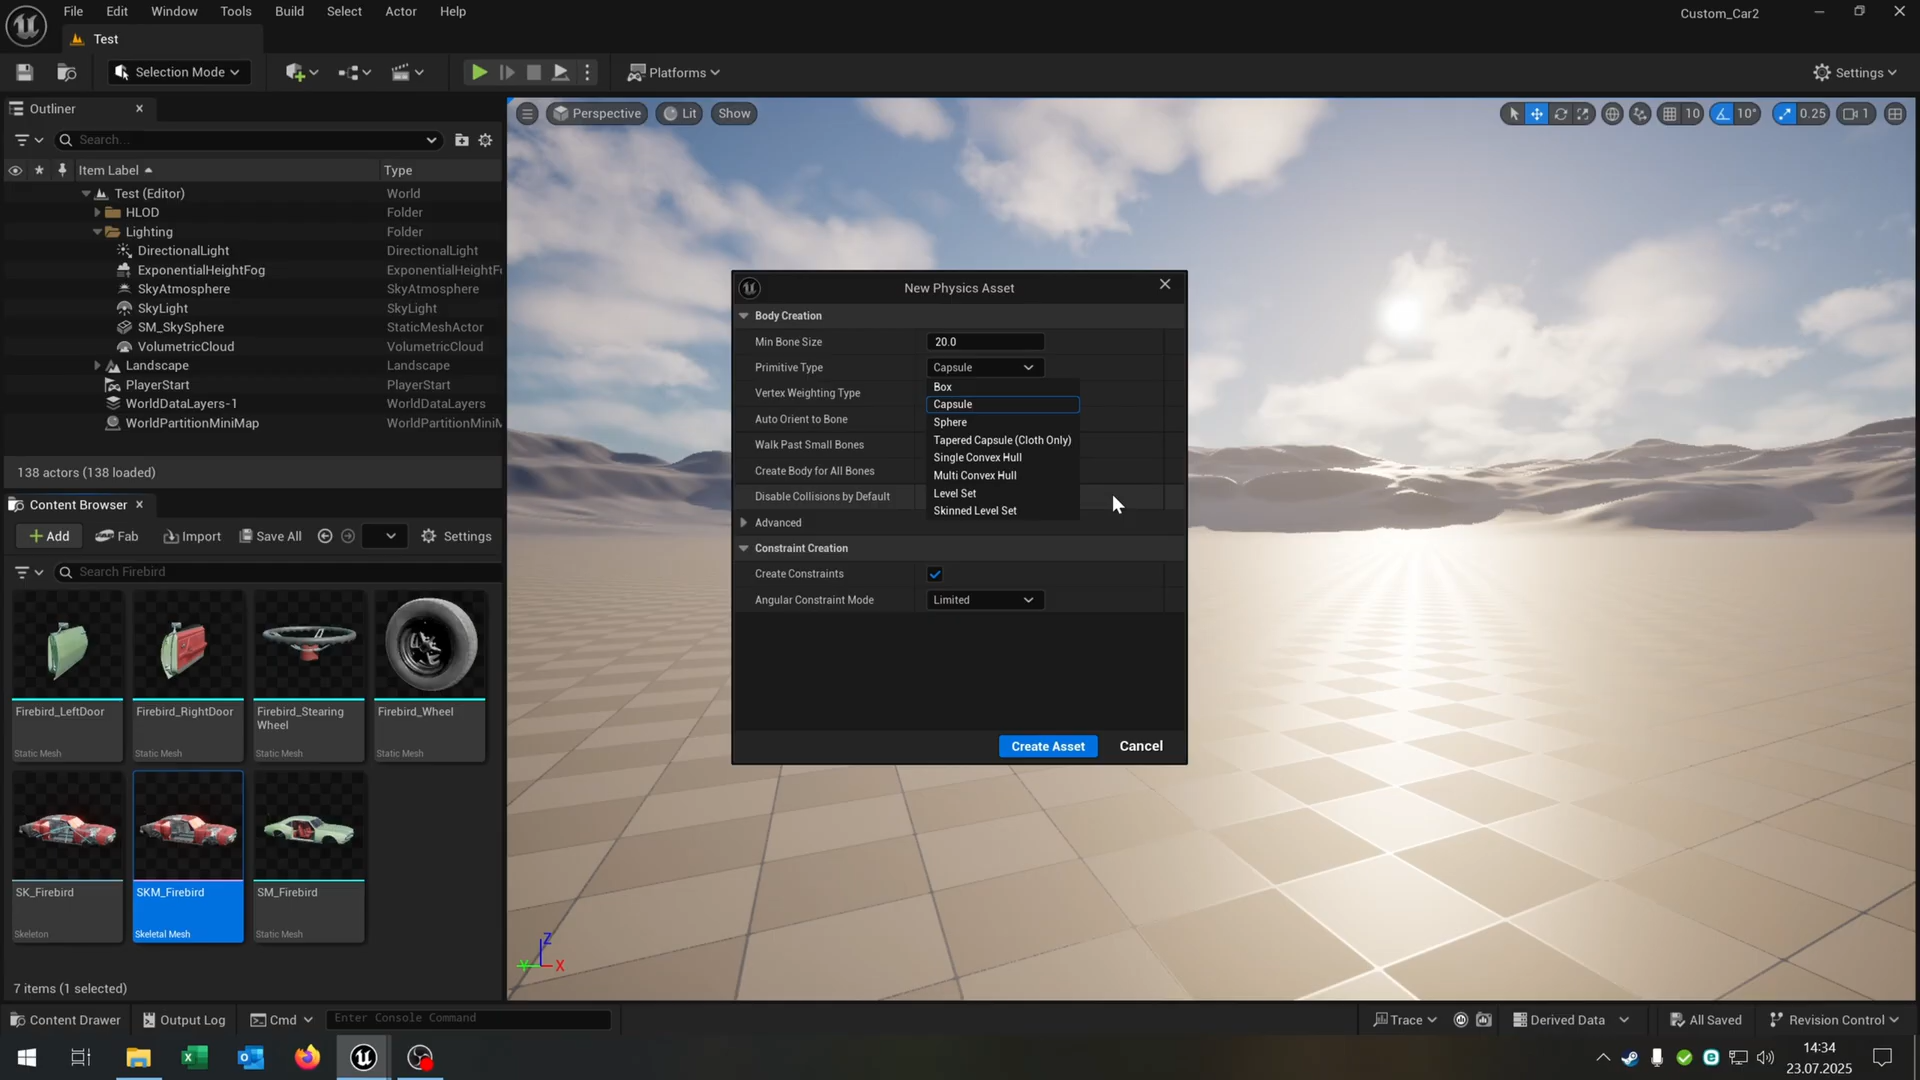 File Edit Window Tools Build Select Actor Help
Custom_Car2
Test
Selection Mode
Platforms
Settings
Outliner
Search...
Item Label
Type
Test (Editor) World
HLOD Folder
Lighting Folder
DirectionalLight DirectionalLight
ExponentialHeightFog ExponentialHeightF
SkyAtmosphere SkyAtmosphere
SkyLight SkyLight
SM_SkySphere StaticMeshActor
VolumetricCloud VolumetricCloud
Landscape Landscape
PlayerStart PlayerStart
WorldDataLayers-1 WorldDataLayers
WorldPartitionMiniMap WorldPartitionMiniM
138 actors (138 loaded)
Perspective
Lit
Show
10
10°
0.25
1
New Physics Asset
Body Creation
Min Bone Size 20.0
Primitive Type Capsule
Vertex Weighting Type
Auto Orient to Bone
Walk Past Small Bones
Create Body for All Bones
Disable Collisions by Default
Box
Capsule
Sphere
Tapered Capsule (Cloth Only)
Single Convex Hull
Multi Convex Hull
Level Set
Skinned Level Set
Advanced
Constraint Creation
Create Constraints
Angular Constraint Mode Limited
Create Asset
Cancel
Content Browser
Add
Fab
Import
Save All
Settings
Search Firebird
Firebird_LeftDoor
Static Mesh
Firebird_RightDoor
Static Mesh
Firebird_Stearing
Wheel
Static Mesh
Firebird_Wheel
Static Mesh
SK_Firebird
Skeleton
SKM_Firebird
Skeletal Mesh
SM_Firebird
Static Mesh
7 items (1 selected)
Z
Y
X
Content Drawer
Output Log
Cmd
Enter Console Command
Trace
Derived Data
All Saved
Revision Control
14:34
23.07.2025